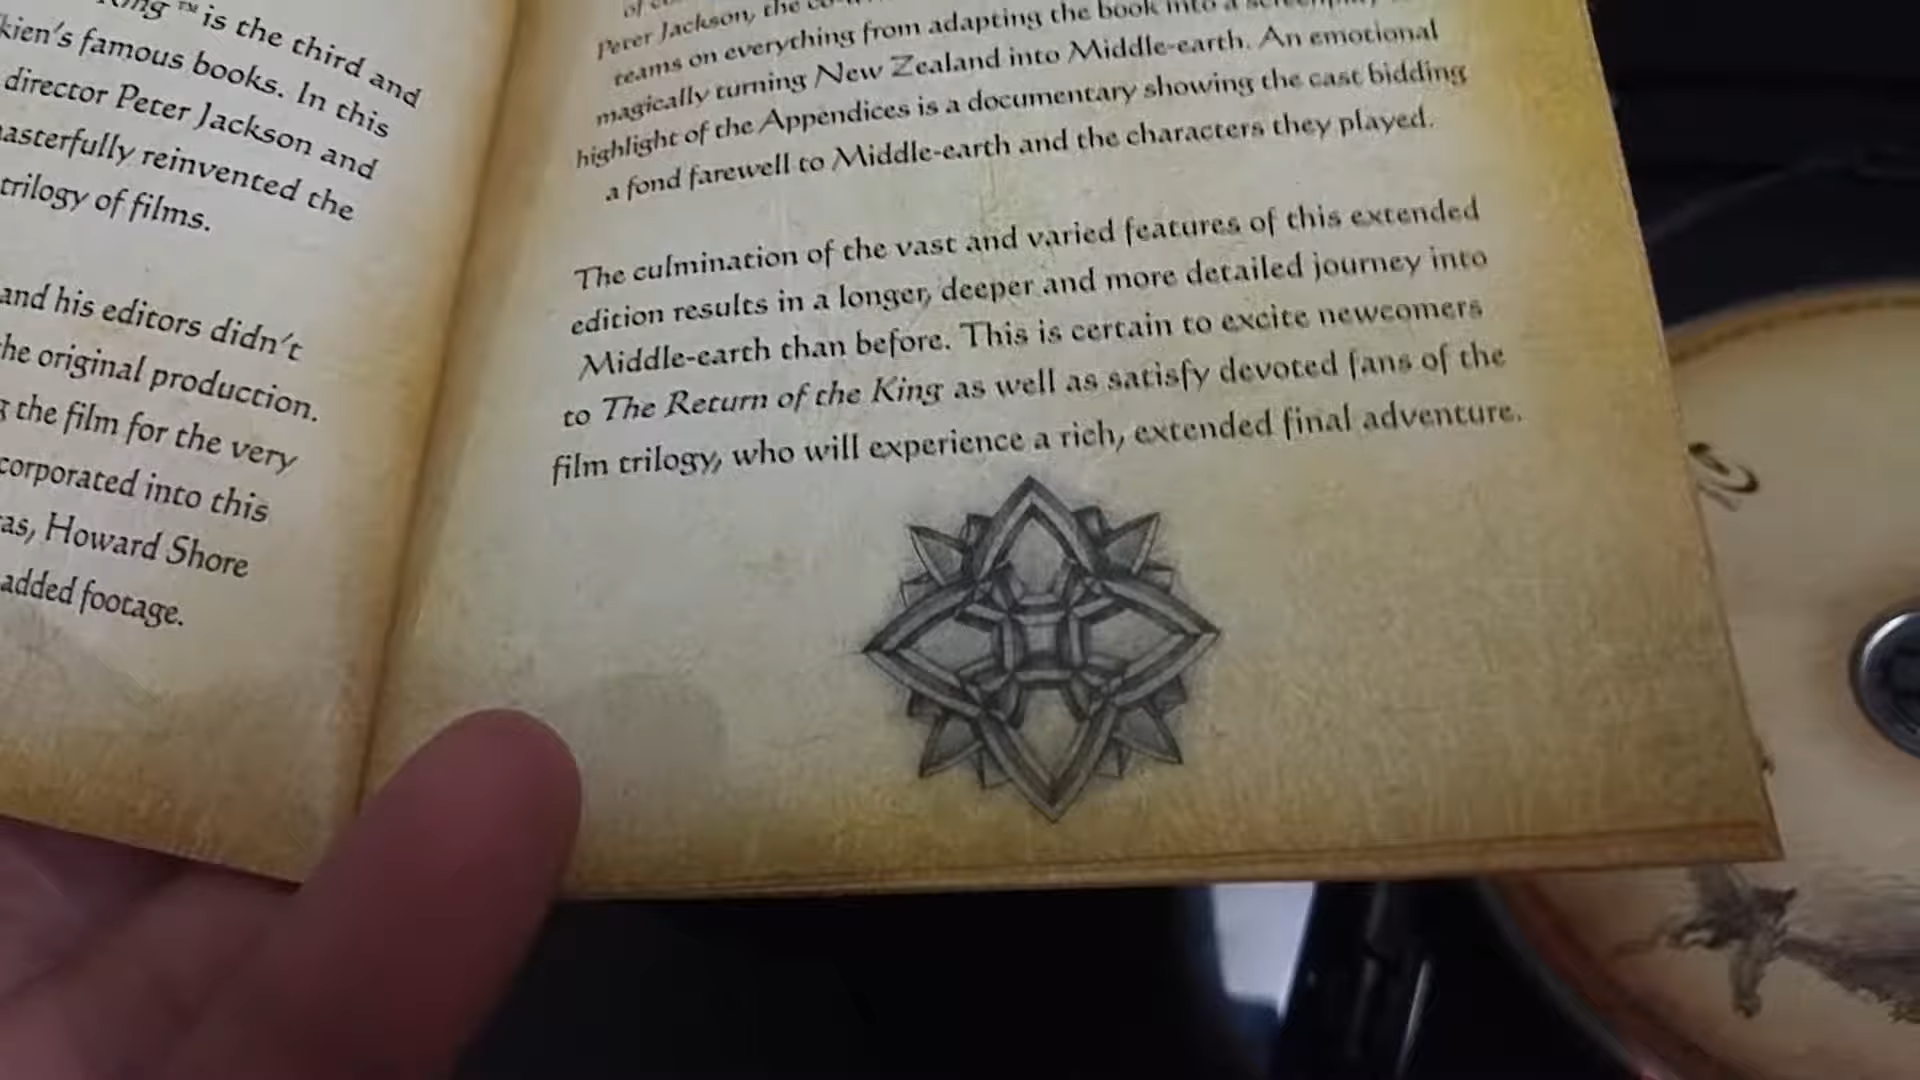 King™ is the third and
kien's famous books. In this
director Peter Jackson and
masterfully reinvented the
trilogy of films.
and his editors didn't
the original production.
the film for the very
corporated into this
as, Howard Shore
added footage.
Peter Jackson, the
teams on everything from adapting the book into a
magically turning New Zealand into Middle-earth. An emotional
highlight of the Appendices is a documentary showing the cast bidding
a fond farewell to Middle-earth and the characters they played.
The culmination of the vast and varied features of this extended
edition results in a longer, deeper and more detailed journey into
Middle-earth than before. This is certain to excite newcomers
to The Return of the King as well as satisfy devoted fans of the
film trilogy, who will experience a rich, extended final adventure.